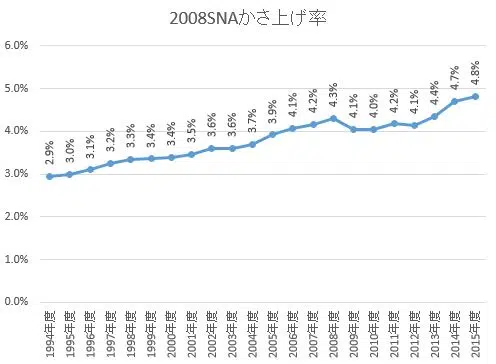 2008SNAかさ上げ率
6.0%
5.0%
4.0%
3.0%
2.0%
1.0%
0.0%
2.9%
3.0%
3.1%
3.2%
3.3%
3.4%
3.4%
3.5%
3.6%
3.6%
3.7%
3.9%
4.1%
4.2%
4.3%
4.1%
4.0%
4.2%
4.1%
4.4%
4.7%
4.8%
1994年度
1995年度
1996年度
1997年度
1998年度
1999年度
2000年度
2001年度
2002年度
2003年度
2004年度
2005年度
2006年度
2007年度
2008年度
2009年度
2010年度
2011年度
2012年度
2013年度
2014年度
2015年度